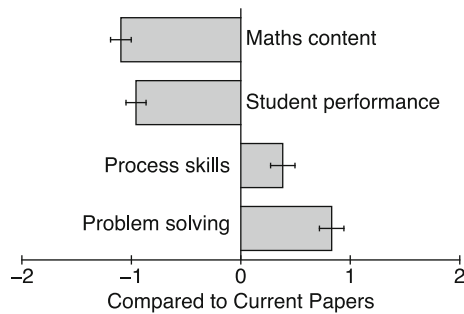 Maths content
Student performance
Process skills
Problem solving
−2 −1 0 1 2
Compared to Current Papers